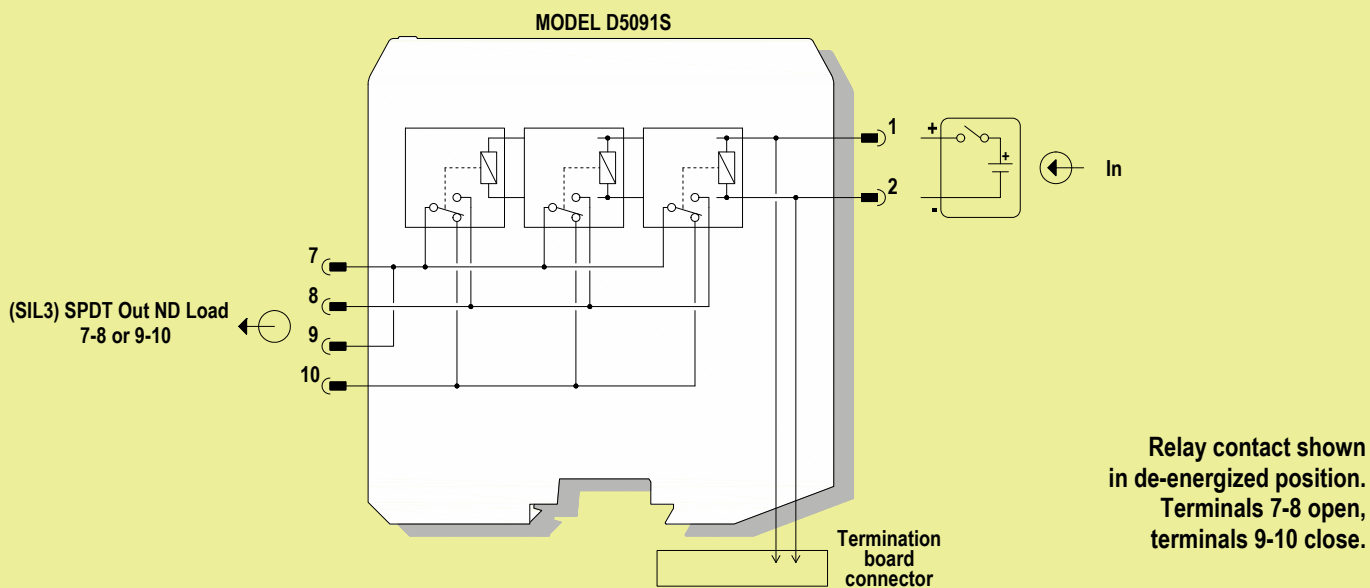 MODEL D5091S
1
+
2
-
+
In
7
8
9
10
(SIL3) SPDT Out ND Load
7-8 or 9-10
Relay contact shown
in de-energized position.
Terminals 7-8 open,
terminals 9-10 close.
Termination
board
connector